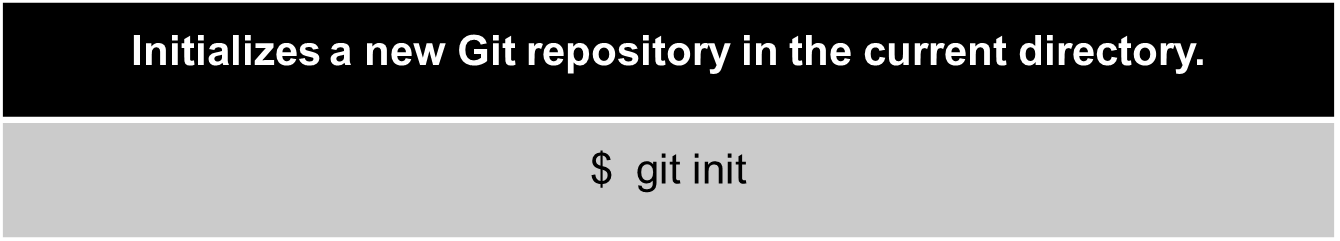 Initializes a new Git repository in the current directory.
$ git init